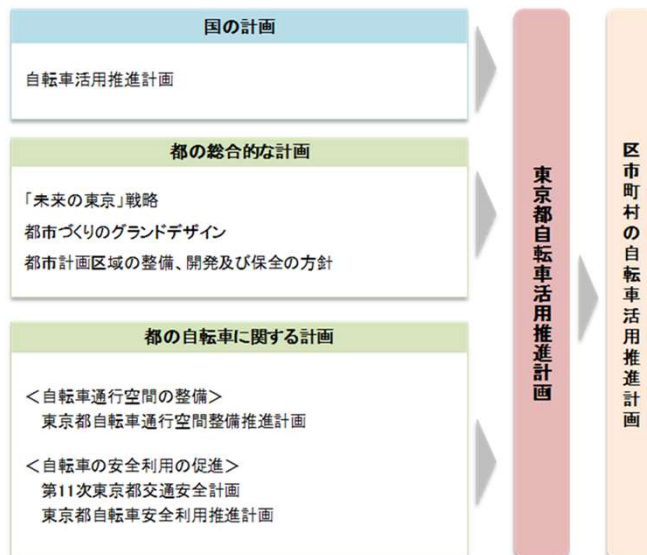 国の計画
自転車活用推進計画
都の総合的な計画
「未来の東京」戦略
都市づくりのグランドデザイン
都市計画区域の整備、開発及び保全の方針
都の自転車に関する計画
＜自転車通行空間の整備＞
東京都自転車通行空間整備推進計画
＜自転車の安全利用の促進＞
第11次東京都交通安全計画
東京都自転車安全利用推進計画
東京都自転車活用推進計画
区市町村の自転車活用推進計画